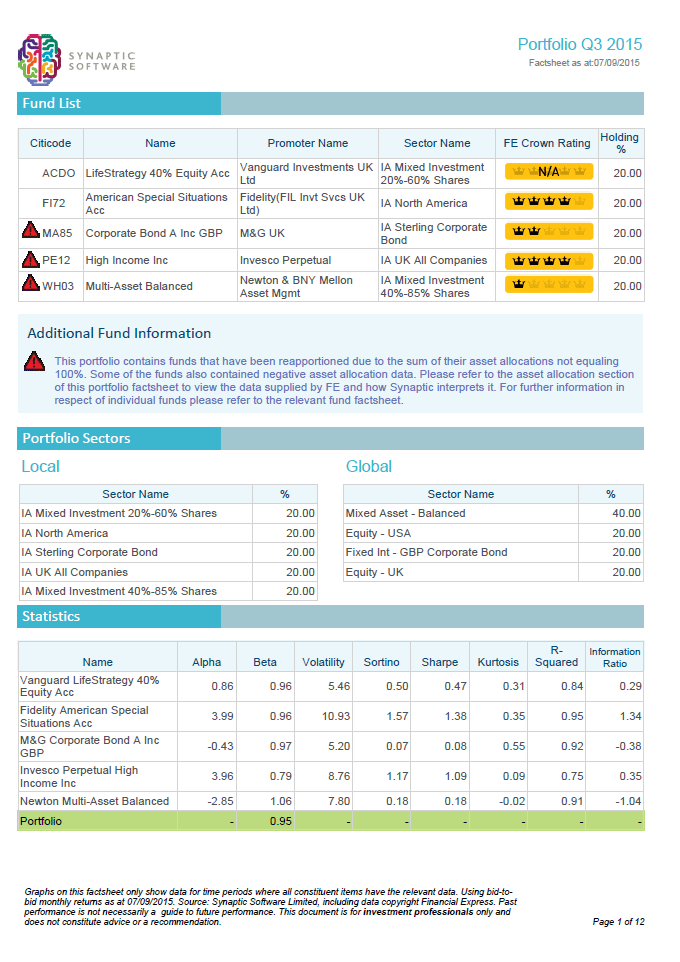 SYNAPTIC
SOFTWARE
Portfolio Q3 2015
Factsheet as at:07/09/2015
Fund List
Citicode Name Promoter Name Sector Name FE Crown Rating Holding %
ACDO LifeStrategy 40% Equity Acc Vanguard Investments UK Ltd IA Mixed Investment 20%-60% Shares N/A 20.00
FI72 American Special Situations Acc Fidelity(FIL Invt Svcs UK Ltd) IA North America 20.00
MA85 Corporate Bond A Inc GBP M&G UK IA Sterling Corporate Bond 20.00
PE12 High Income Inc Invesco Perpetual IA UK All Companies 20.00
WH03 Multi-Asset Balanced Newton & BNY Mellon Asset Mgmt IA Mixed Investment 40%-85% Shares 20.00
Additional Fund Information
This portfolio contains funds that have been reapportioned due to the sum of their asset allocations not equaling
100%. Some of the funds also contained negative asset allocation data. Please refer to the asset allocation section
of this portfolio factsheet to view the data supplied by FE and how Synaptic interprets it. For further information in
respect of individual funds please refer to the relevant fund factsheet.
Portfolio Sectors
Local
Sector Name %
IA Mixed Investment 20%-60% Shares 20.00
IA North America 20.00
IA Sterling Corporate Bond 20.00
IA UK All Companies 20.00
IA Mixed Investment 40%-85% Shares 20.00
Global
Sector Name %
Mixed Asset - Balanced 40.00
Equity - USA 20.00
Fixed Int - GBP Corporate Bond 20.00
Equity - UK 20.00
Statistics
Name Alpha Beta Volatility Sortino Sharpe Kurtosis R-Squared Information Ratio
Vanguard LifeStrategy 40% Equity Acc 0.86 0.96 5.46 0.50 0.47 0.31 0.84 0.29
Fidelity American Special Situations Acc 3.99 0.96 10.93 1.57 1.38 0.35 0.95 1.34
M&G Corporate Bond A Inc GBP -0.43 0.97 5.20 0.07 0.08 0.55 0.92 -0.38
Invesco Perpetual High Income Inc 3.96 0.79 8.76 1.17 1.09 0.09 0.75 0.35
Newton Multi-Asset Balanced -2.85 1.06 7.80 0.18 0.18 -0.02 0.91 -1.04
Portfolio - 0.95 - - - - - -
Graphs on this factsheet only show data for time periods where all constituent items have the relevant data. Using bid-to-
bid monthly returns as at 07/09/2015. Source: Synaptic Software Limited, including data copyright Financial Express. Past
performance is not necessarily a guide to future performance. This document is for investment professionals only and
does not constitute advice or a recommendation.
Page 1 of 12